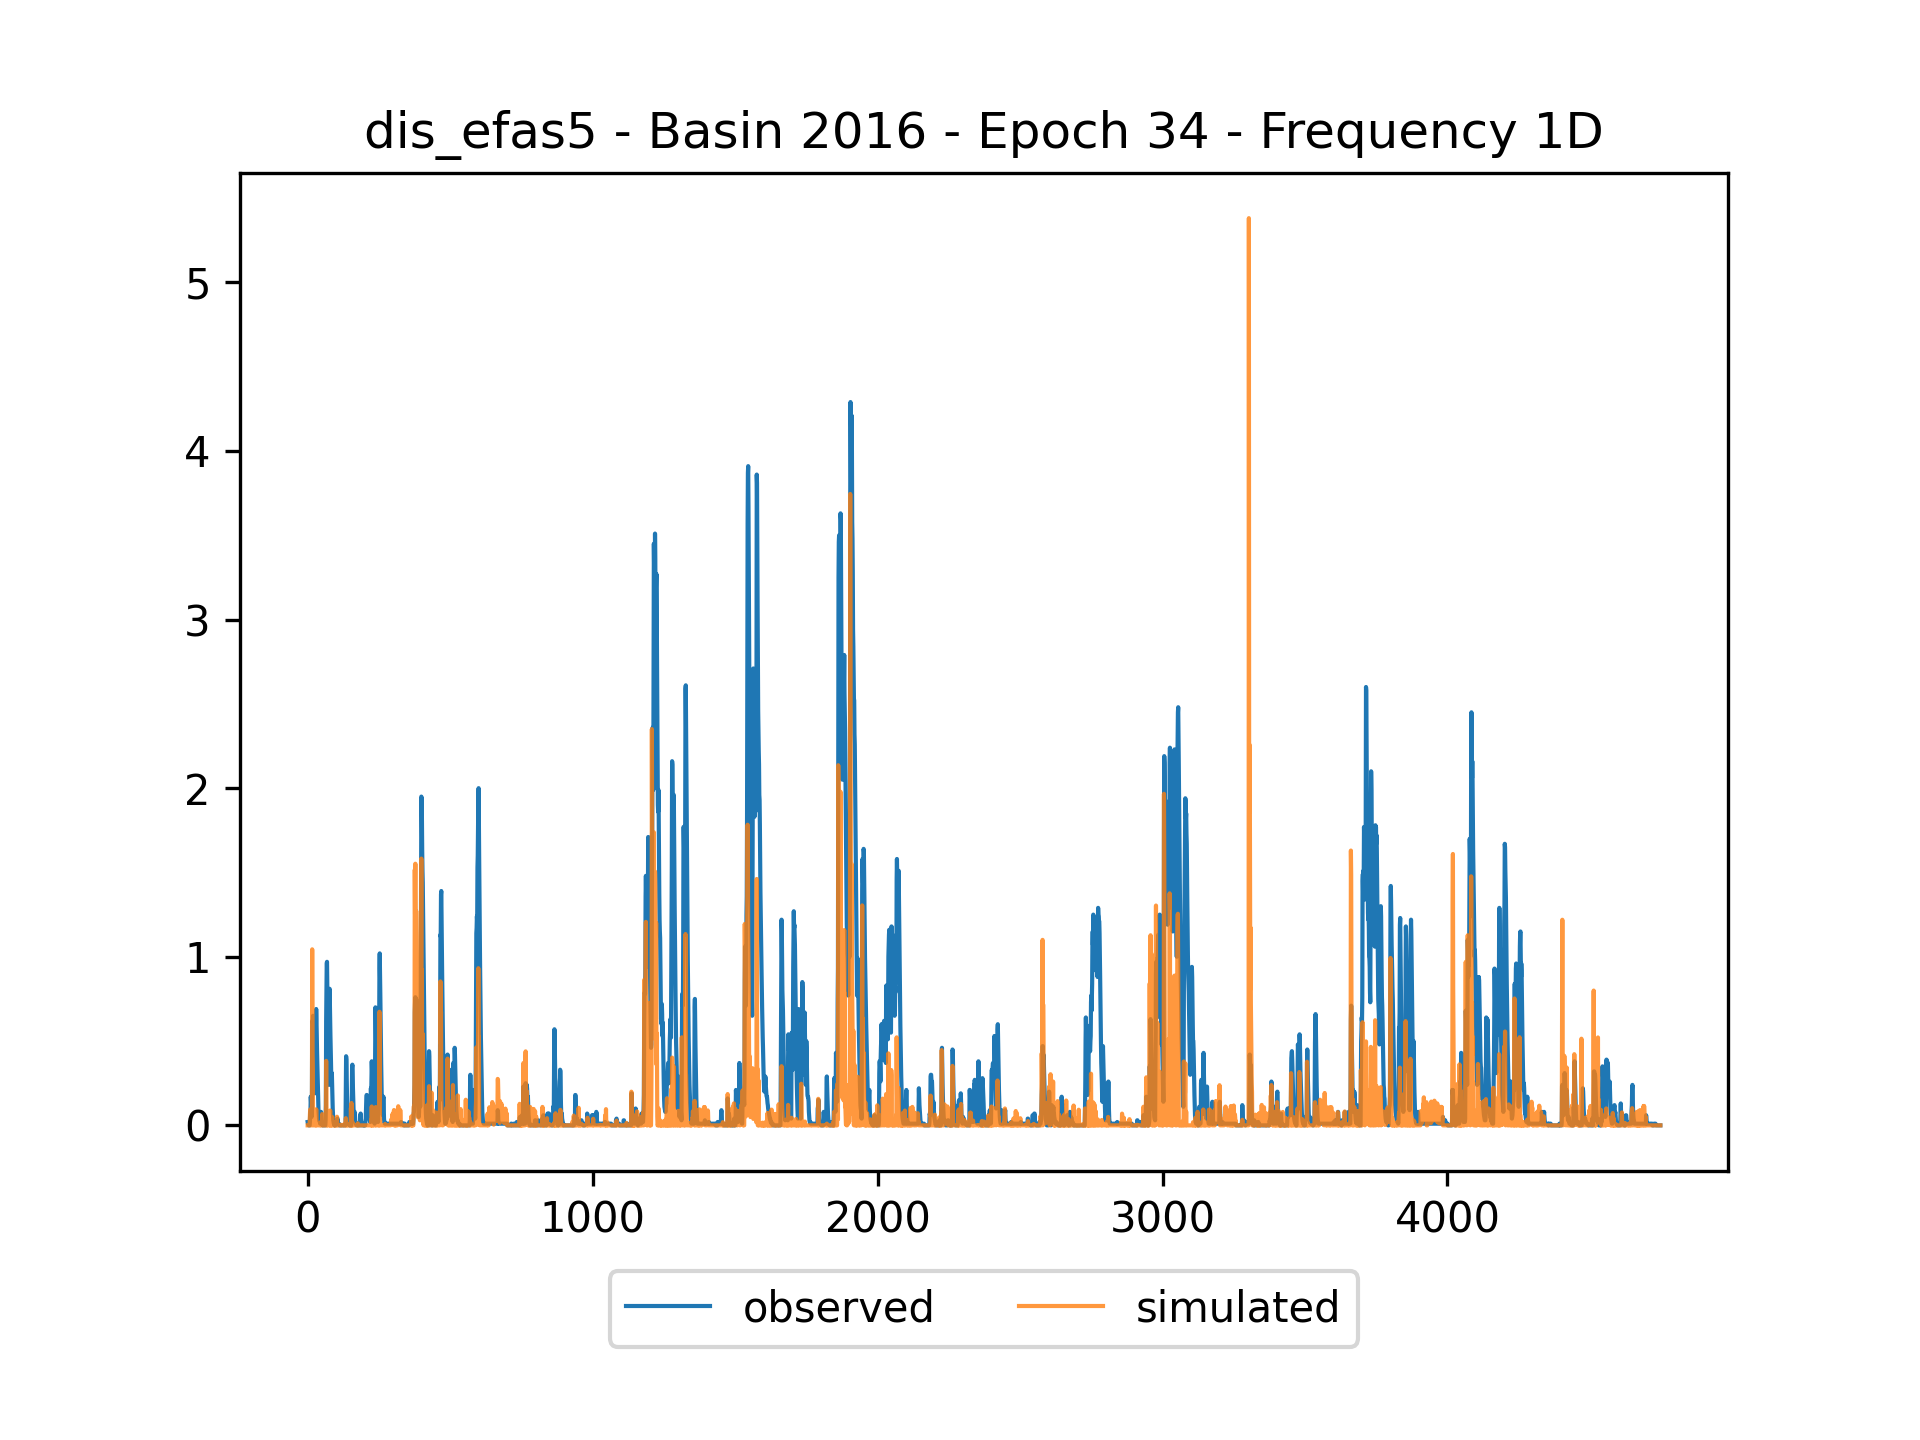 dis_efas5 - Basin 2016 - Epoch 34 - Frequency 1D
5
4
3
2
1
0
0 1000 2000 3000 4000
observed simulated